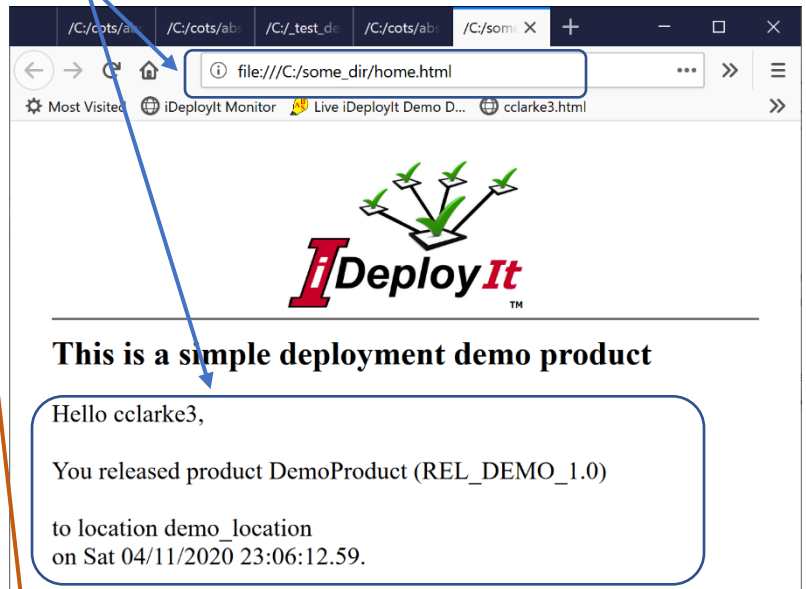 /C:/cots/abs /C:/cots/abs /C:/_test_de /C:/cots/abs /C:/some
file:///C:/some_dir/home.html
Most Visited iDeployIt Monitor Live iDeployIt Demo D... cclarke3.html
iDeployIt
TM
This is a simple deployment demo product
Hello cclarke3,
You released product DemoProduct (REL_DEMO_1.0)
to location demo_location
on Sat 04/11/2020 23:06:12.59.